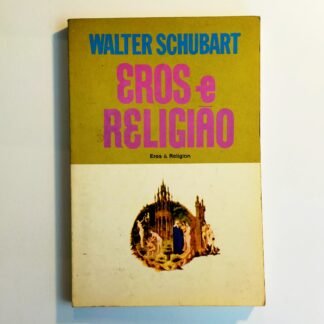 WALTER SCHUBART
EROS e
RELIGIÃO
Eros & Religion